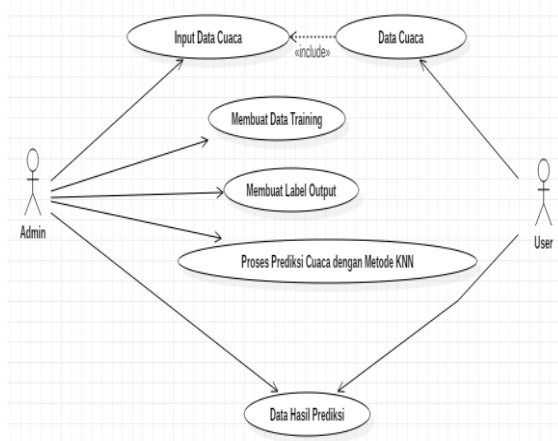 Input Data Cuaca
«include»
Data Cuaca
Membuat Data Training
Membuat Label Output
Admin
User
Proses Prediksi Cuaca dengan Metode KNN
Data Hasil Prediksi